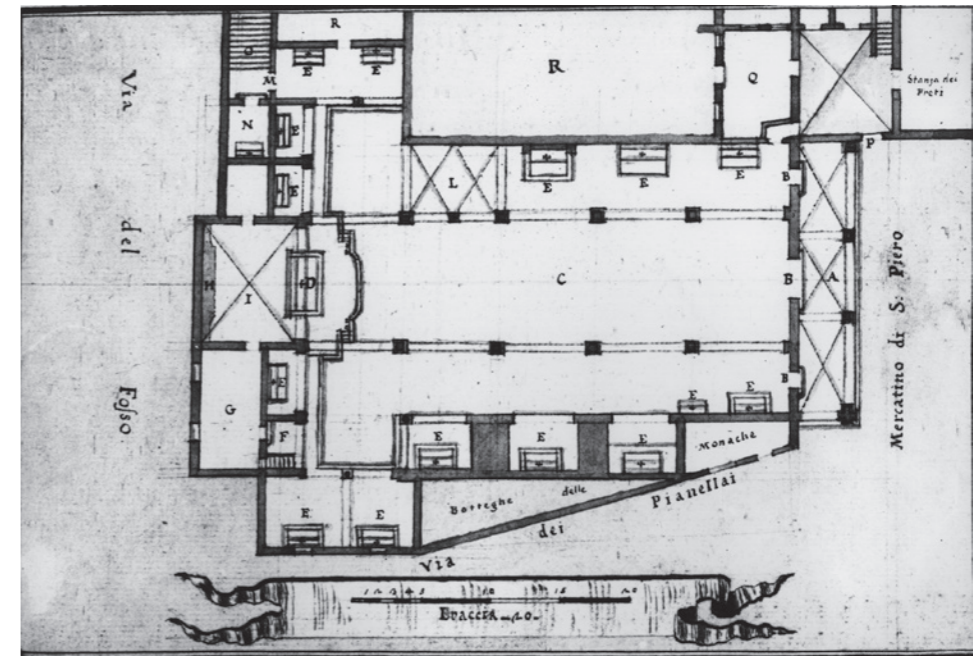 R
O
M
E
E
R
Q
Stanza dei
Preti
N
E
P
L
E
E
E
B
E
Via
del
Fosso
H
I
D
C
B
A
Mercatino di S. Piero
G
E
F
B
E
E
E
E
E
Monache
Botteghe delle
E
E
Via dei Pianellai
Braccia